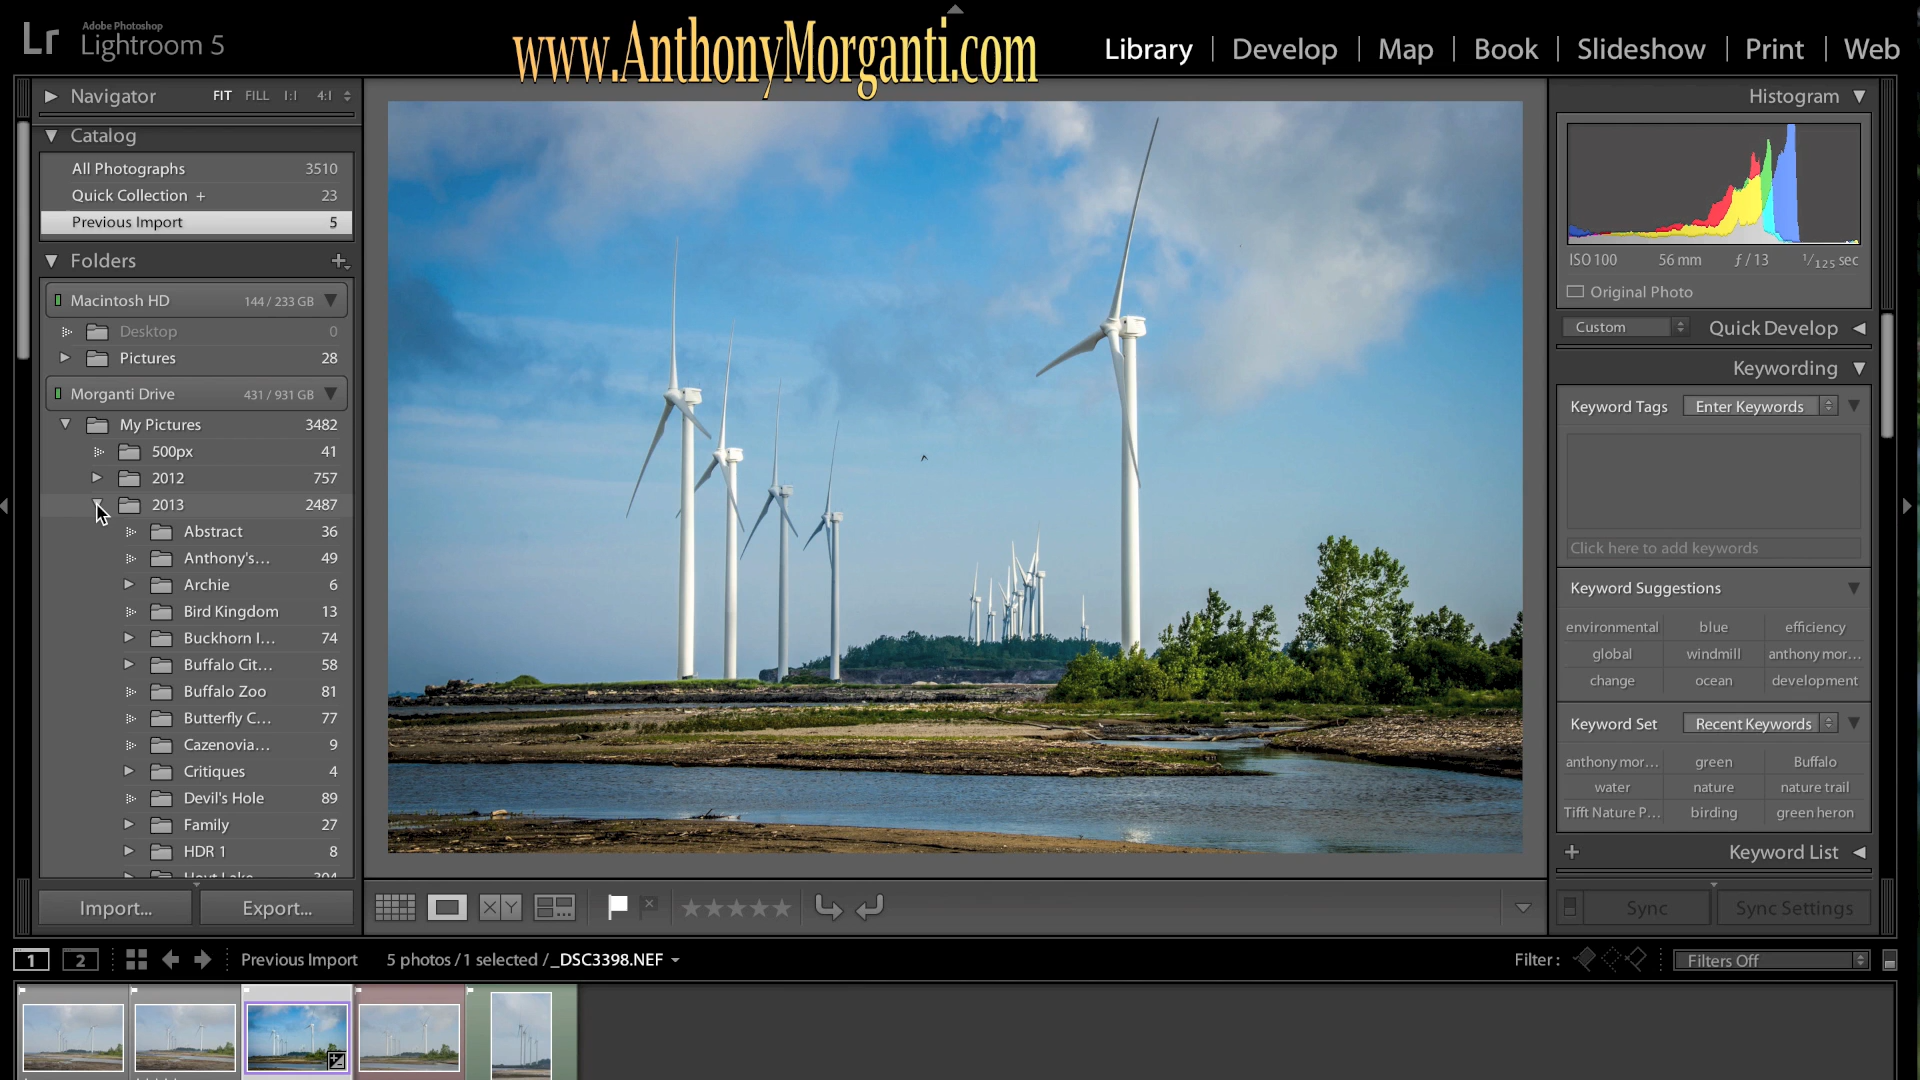 Lr
Adobe Photoshop
Lightroom 5
www.AnthonyMorganti.com
Library | Develop | Map | Book | Slideshow | Print | Web
Navigator FIT FILL 1:1 4:1
Catalog
All Photographs 3510
Quick Collection + 23
Previous Import 5
Folders
Macintosh HD 144 / 233 GB
Desktop 0
Pictures 28
Morganti Drive 431 / 931 GB
My Pictures 3482
500px 41
2012 757
2013 2487
Abstract 36
Anthony's... 49
Archie 6
Bird Kingdom 13
Buckhorn I... 74
Buffalo Cit... 58
Buffalo Zoo 81
Butterfly C... 77
Cazenovia... 9
Critiques 4
Devil's Hole 89
Family 27
HDR 1 8
Hoyt Lake 304
Import... Export...
Histogram
ISO 100 56 mm ƒ / 13 1/125 sec
Original Photo
Custom Quick Develop
Keywording
Keyword Tags Enter Keywords
Click here to add keywords
Keyword Suggestions
environmental blue efficiency
global windmill anthony mor...
change ocean development
Keyword Set Recent Keywords
anthony mor... green Buffalo
water nature nature trail
Tifft Nature P... birding green heron
+ Keyword List
Sync Sync Settings
X Y
1 2 Previous Import 5 photos / 1 selected / _DSC3398.NEF
Filter : Filters Off